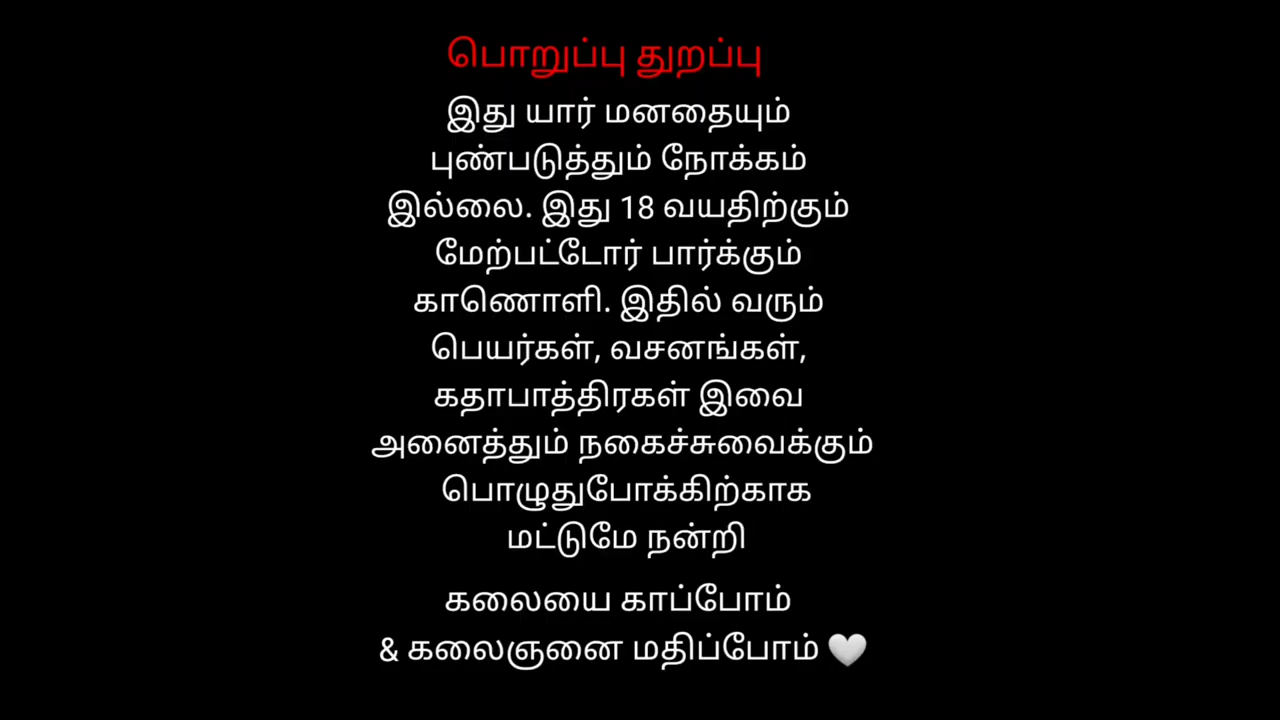 பொறுப்பு துறப்பு
இது யார் மனதையும்
புண்படுத்தும் நோக்கம்
இல்லை. இது 18 வயதிற்கும்
மேற்பட்டோர் பார்க்கும்
காணொளி. இதில் வரும்
பெயர்கள், வசனங்கள்,
கதாபாத்திரகள் இவை
அனைத்தும் நகைச்சுவைக்கும்
பொழுதுபோக்கிற்காக
மட்டுமே நன்றி
கலையை காப்போம்
& கலைஞனை மதிப்போம் 🤍